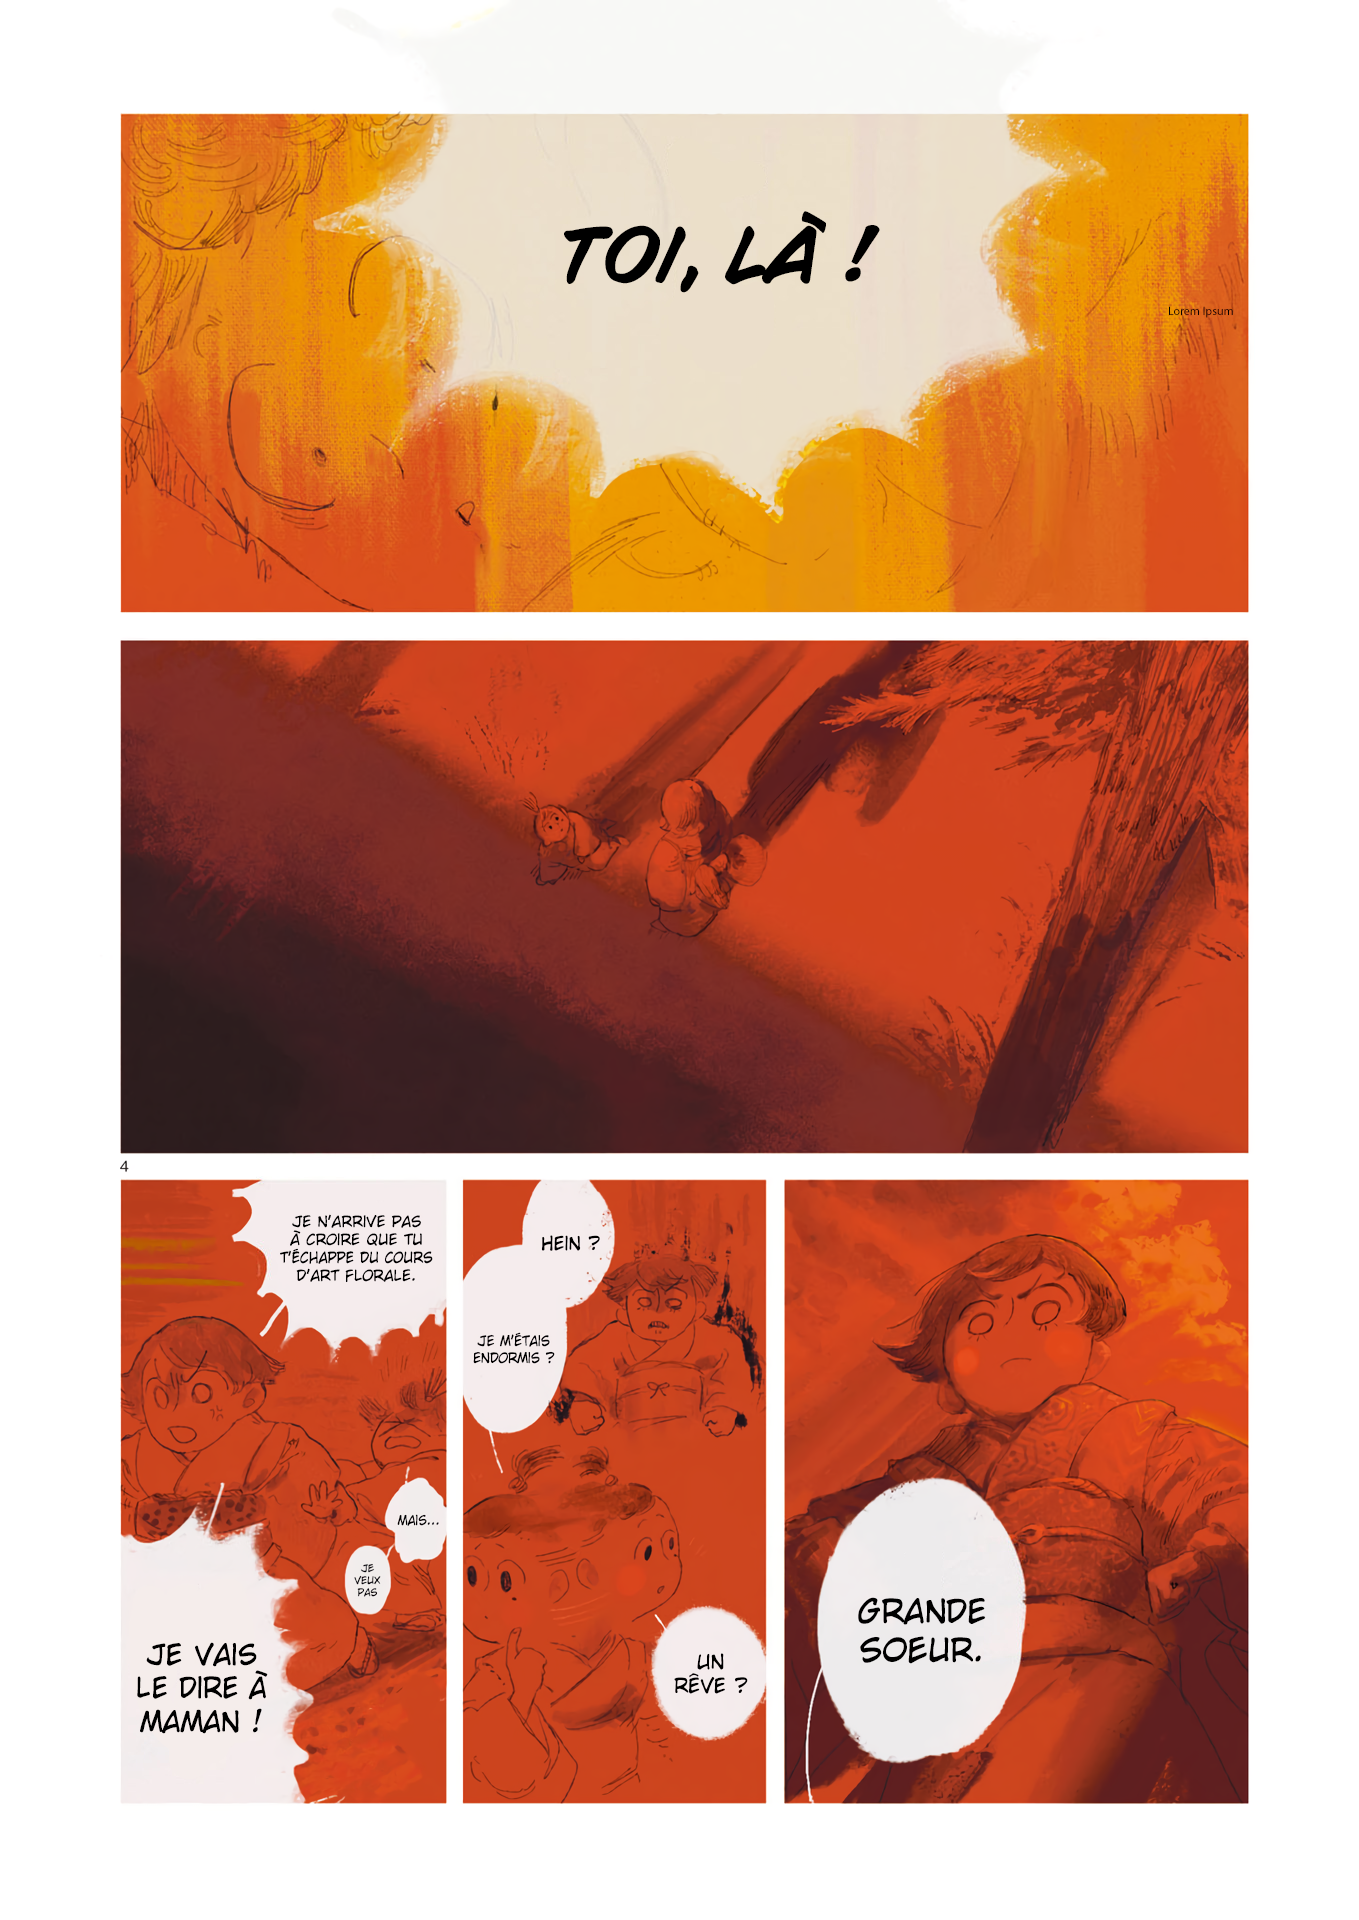 TOI, LÀ !
Lorem Ipsum
4
GRANDE
SOEUR.
UN
RÊVE ?
HEIN ?
JE M'ÉTAIS
ENDORMIS ?
JE N'ARRIVE PAS
À CROIRE QUE TU
T'ÉCHAPPE DU COURS
D'ART FLORALE.
MAIS...
JE
VEUX
PAS
JE VAIS
LE DIRE À
MAMAN !